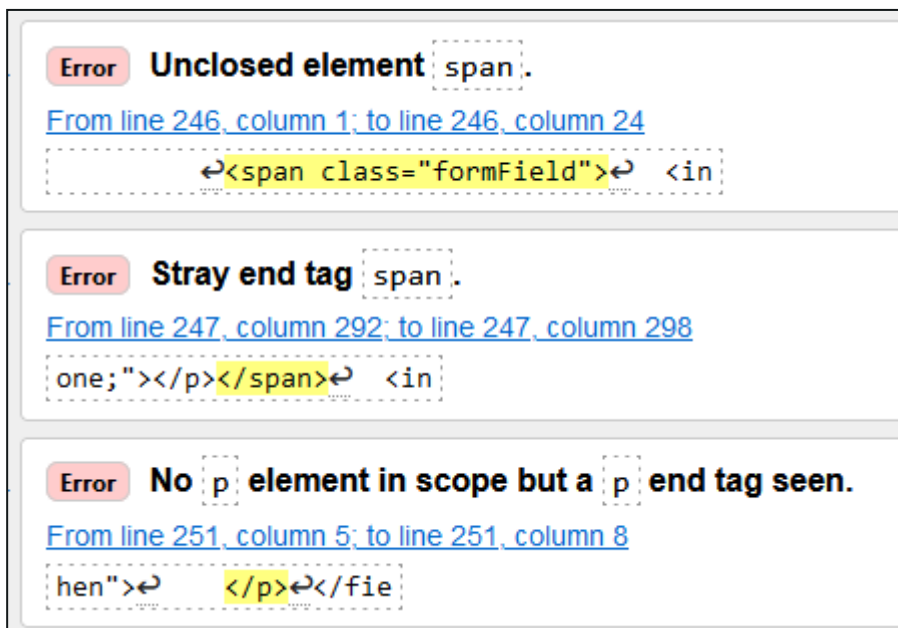 Error Unclosed element span.
From line 246, column 1; to line 246, column 24
↩<span class="formField">↩ <in
Error Stray end tag span.
From line 247, column 292; to line 247, column 298
one;"></p></span>↩ <in
Error No p element in scope but a p end tag seen.
From line 251, column 5; to line 251, column 8
hen">↩ </p>↩</fie